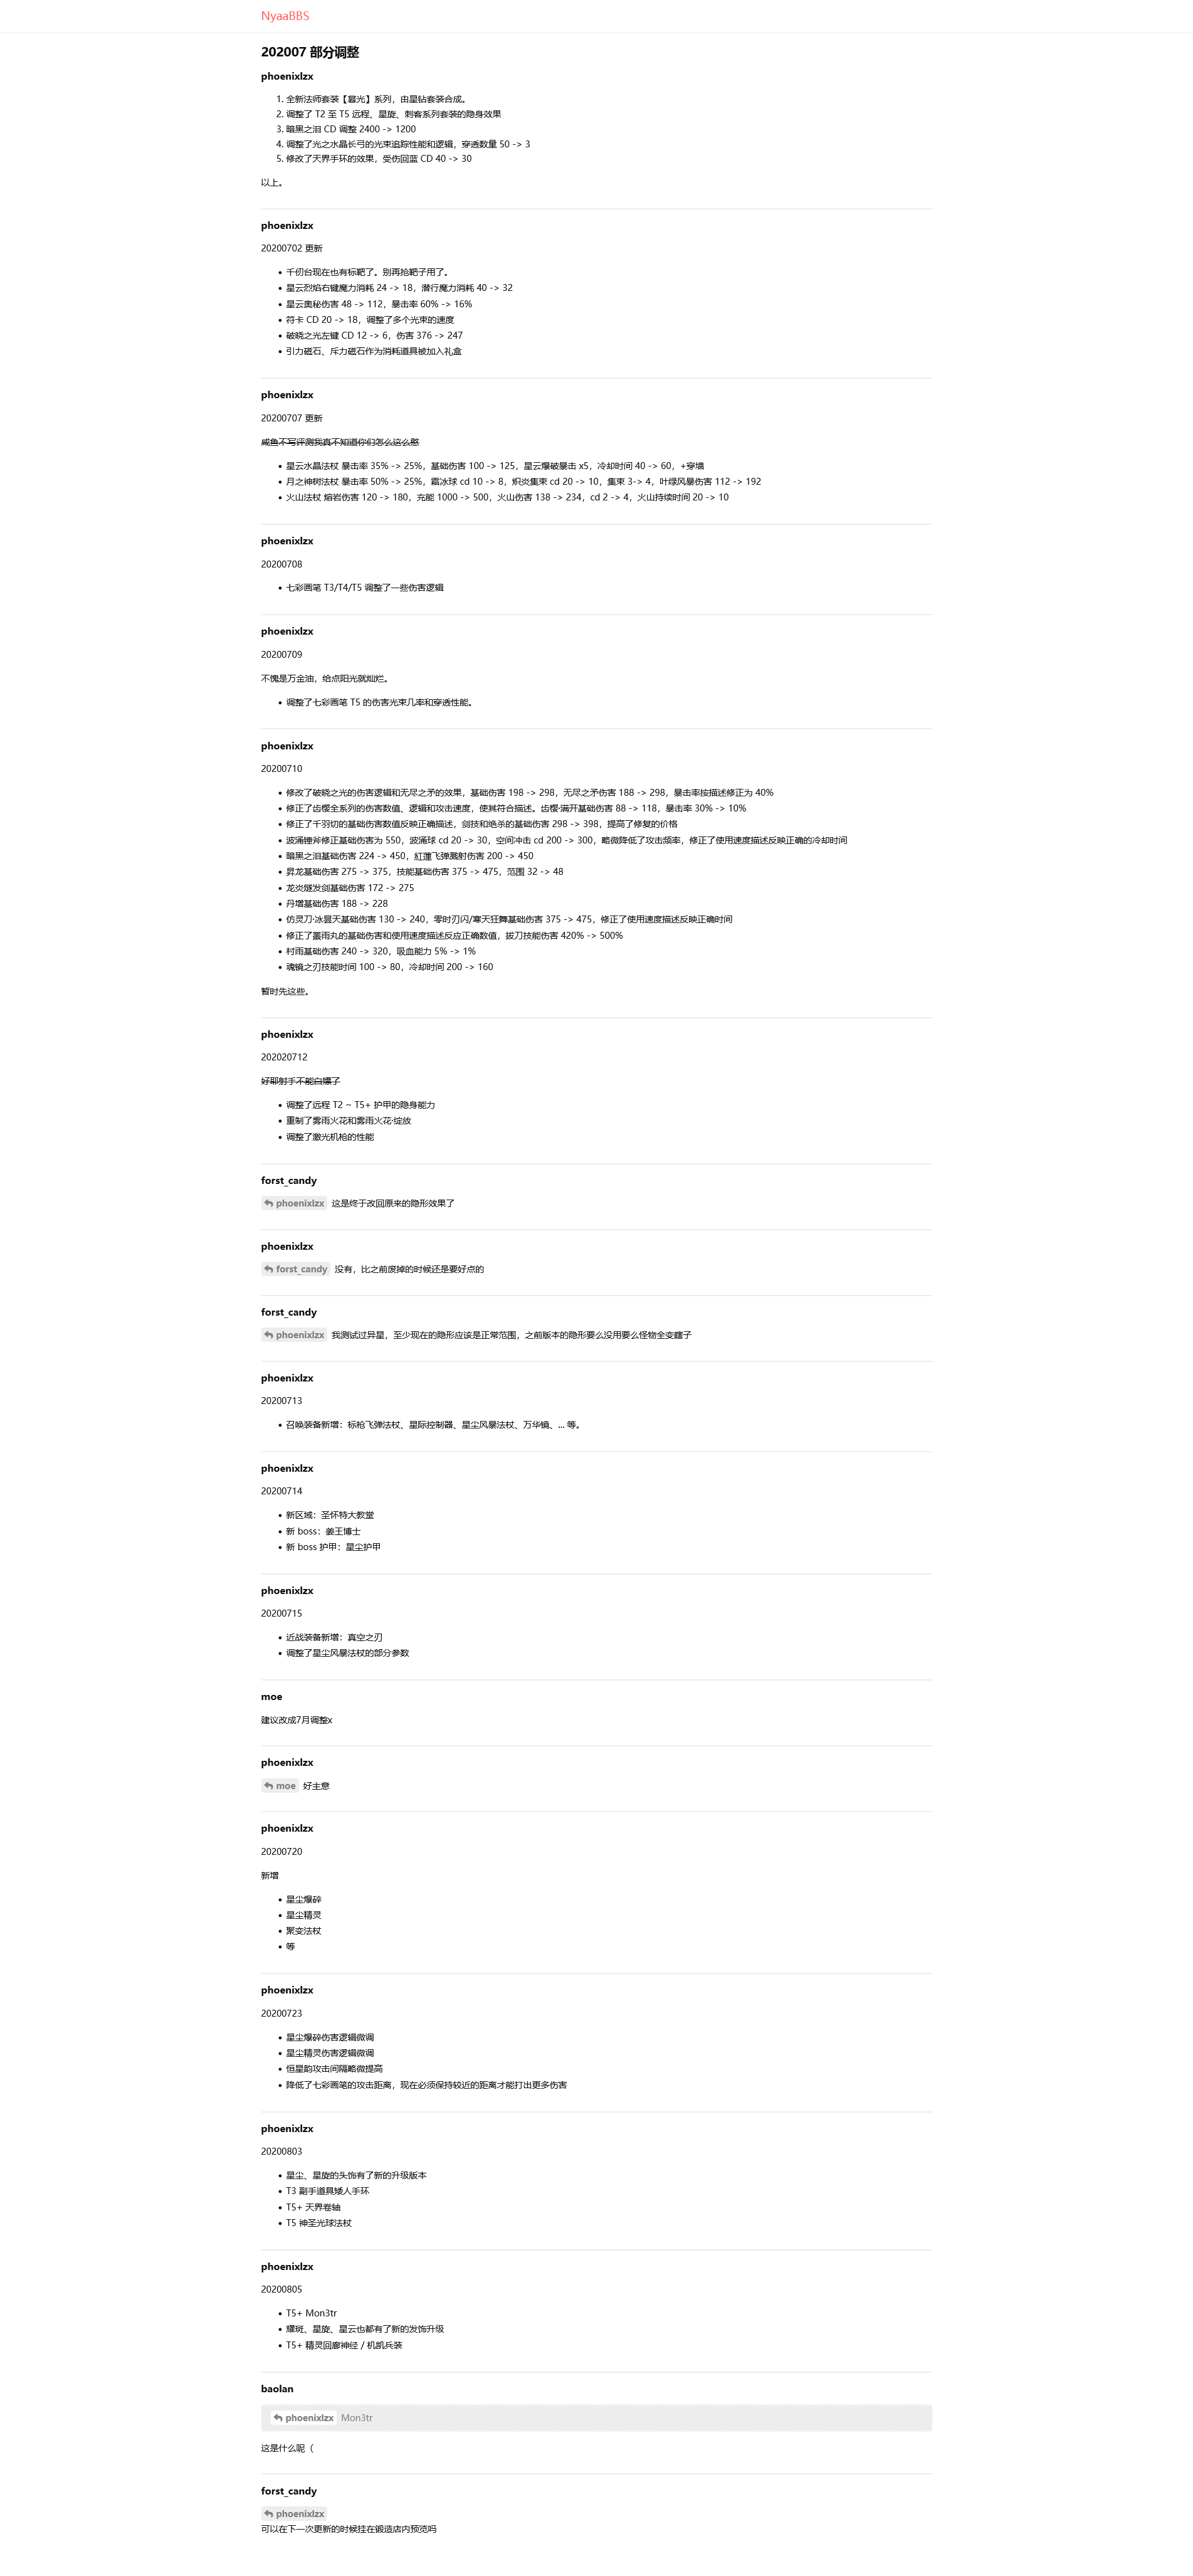 NyaaBBS
202007 部分调整
phoenixlzx
1. 全新法师套装【暮光】系列，由星钻套装合成。
2. 调整了 T2 至 T5 远程、星旋、刺客系列套装的隐身效果
3. 暗黑之泪 CD 调整 2400 -> 1200
4. 调整了光之水晶长弓的光束追踪性能和逻辑，穿透数量 50 -> 3
5. 修改了天界手环的效果，受伤回蓝 CD 40 -> 30
以上。
phoenixlzx
20200702 更新
• 千仞台现在也有标靶了。别再抢靶子用了。
• 星云烈焰右键魔力消耗 24 -> 18，潜行魔力消耗 40 -> 32
• 星云奥秘伤害 48 -> 112，暴击率 60% -> 16%
• 符卡 CD 20 -> 18，调整了多个光束的速度
• 破晓之光左键 CD 12 -> 6，伤害 376 -> 247
• 引力磁石、斥力磁石作为消耗道具被加入礼盒
phoenixlzx
20200707 更新
咸鱼不写评测我真不知道你们怎么这么憨
• 星云水晶法杖 暴击率 35% -> 25%，基础伤害 100 -> 125，星云爆破暴击 x5，冷却时间 40 -> 60，+穿墙
• 月之神树法杖 暴击率 50% -> 25%，霜冰球 cd 10 -> 8，炽炎集束 cd 20 -> 10，集束 3-> 4，叶绿风暴伤害 112 -> 192
• 火山法杖 熔岩伤害 120 -> 180，充能 1000 -> 500，火山伤害 138 -> 234，cd 2 -> 4，火山持续时间 20 -> 10
phoenixlzx
20200708
• 七彩画笔 T3/T4/T5 调整了一些伤害逻辑
phoenixlzx
20200709
不愧是万金油，给点阳光就灿烂。
• 调整了七彩画笔 T5 的伤害光束几率和穿透性能。
phoenixlzx
20200710
• 修改了破晓之光的伤害逻辑和无尽之矛的效果，基础伤害 198 -> 298，无尽之矛伤害 188 -> 298，暴击率按描述修正为 40%
• 修正了齿樱全系列的伤害数值、逻辑和攻击速度，使其符合描述。齿樱·满开基础伤害 88 -> 118，暴击率 30% -> 10%
• 修正了千羽切的基础伤害数值反映正确描述，剑技和绝杀的基础伤害 298 -> 398，提高了修复的价格
• 波涌锤斧修正基础伤害为 550，波涌球 cd 20 -> 30，空间冲击 cd 200 -> 300，略微降低了攻击频率，修正了使用速度描述反映正确的冷却时间
• 暗黑之泪基础伤害 224 -> 450，紅蓮飞弹溅射伤害 200 -> 450
• 昇龙基础伤害 275 -> 375，技能基础伤害 375 -> 475，范围 32 -> 48
• 龙炎燧发剑基础伤害 172 -> 275
• 丹增基础伤害 188 -> 228
• 仿灵刀·冰昙天基础伤害 130 -> 240，零时刃闪/寒天狂舞基础伤害 375 -> 475，修正了使用速度描述反映正确时间
• 修正了叢雨丸的基础伤害和使用速度描述反应正确数值，拔刀技能伤害 420% -> 500%
• 村雨基础伤害 240 -> 320，吸血能力 5% -> 1%
• 魂镜之刃技能时间 100 -> 80，冷却时间 200 -> 160
暂时先这些。
phoenixlzx
202020712
好耶射手不能白嫖了
• 调整了远程 T2 ~ T5+ 护甲的隐身能力
• 重制了雾雨火花和雾雨火花·绽放
• 调整了激光机枪的性能
forst_candy
phoenixlzx 这是终于改回原来的隐形效果了
phoenixlzx
forst_candy 没有，比之前废掉的时候还是要好点的
forst_candy
phoenixlzx 我测试过异星，至少现在的隐形应该是正常范围，之前版本的隐形要么没用要么怪物全变瞎子
phoenixlzx
20200713
• 召唤装备新增：标枪飞弹法杖、星际控制器、星尘风暴法杖、万华镜、... 等。
phoenixlzx
20200714
• 新区域：圣怀特大教堂
• 新 boss：姜王博士
• 新 boss 护甲：星尘护甲
phoenixlzx
20200715
• 近战装备新增：真空之刃
• 调整了星尘风暴法杖的部分参数
moe
建议改成7月调整x
phoenixlzx
moe 好主意
phoenixlzx
20200720
新增
• 星尘爆碎
• 星尘精灵
• 聚变法杖
• 等
phoenixlzx
20200723
• 星尘爆碎伤害逻辑微调
• 星尘精灵伤害逻辑微调
• 恒星韵攻击间隔略微提高
• 降低了七彩画笔的攻击距离，现在必须保持较近的距离才能打出更多伤害
phoenixlzx
20200803
• 星尘、星旋的头饰有了新的升级版本
• T3 副手道具矮人手环
• T5+ 天界卷轴
• T5 神圣光球法杖
phoenixlzx
20200805
• T5+ Mon3tr
• 耀斑、星旋、星云也都有了新的发饰升级
• T5+ 精灵回廊神经 / 机凯兵装
baolan
phoenixlzx Mon3tr
这是什么呢（
forst_candy
phoenixlzx
可以在下一次更新的时候挂在锻造店内预览吗